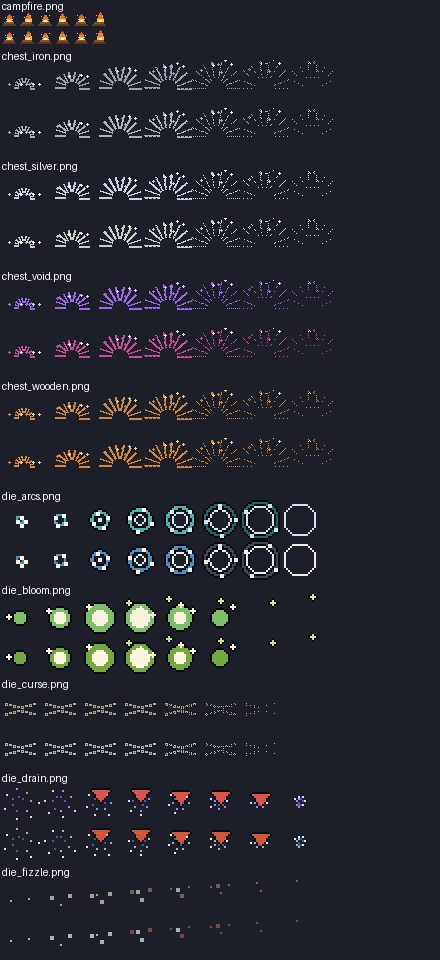 campfire.png
chest_iron.png
chest_silver.png
chest_void.png
chest_wooden.png
die_arcs.png
die_bloom.png
die_curse.png
die_drain.png
die_fizzle.png